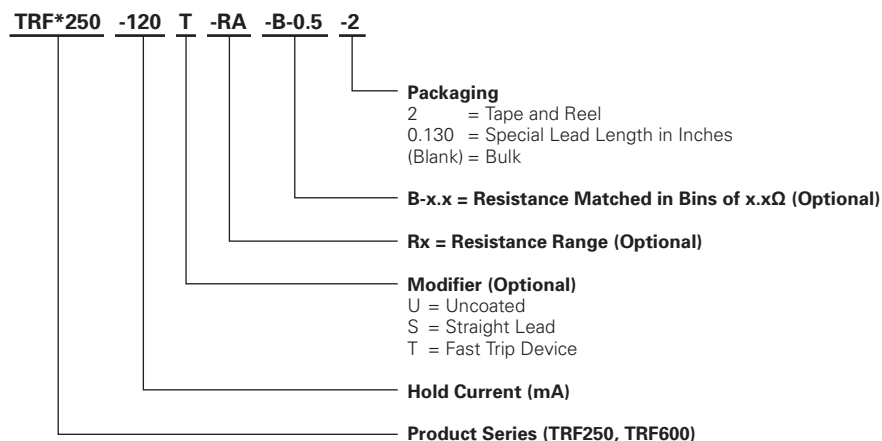 TRF*250 -120 T -RA -B-0.5 -2
Packaging
2 = Tape and Reel
0.130 = Special Lead Length in Inches
(Blank) = Bulk
B-x.x = Resistance Matched in Bins of x.xΩ (Optional)
Rx = Resistance Range (Optional)
Modifier (Optional)
U = Uncoated
S = Straight Lead
T = Fast Trip Device
Hold Current (mA)
Product Series (TRF250, TRF600)